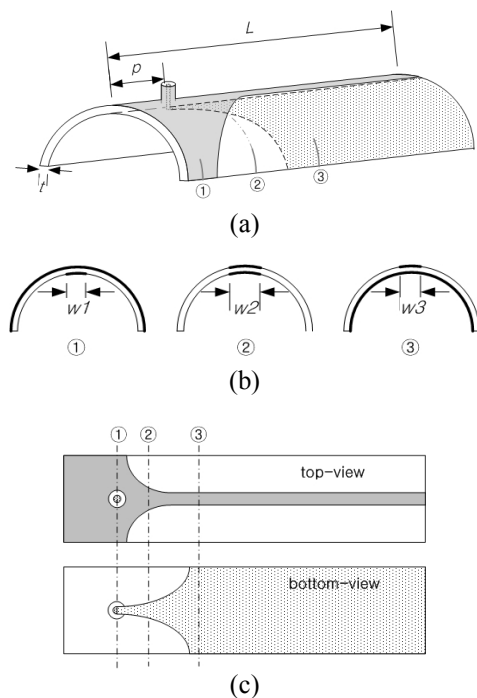 L
p
t
① ② ③
(a)
w1 w2 w3
① ② ③
(b)
① ② ③
top-view
bottom-view
(c)